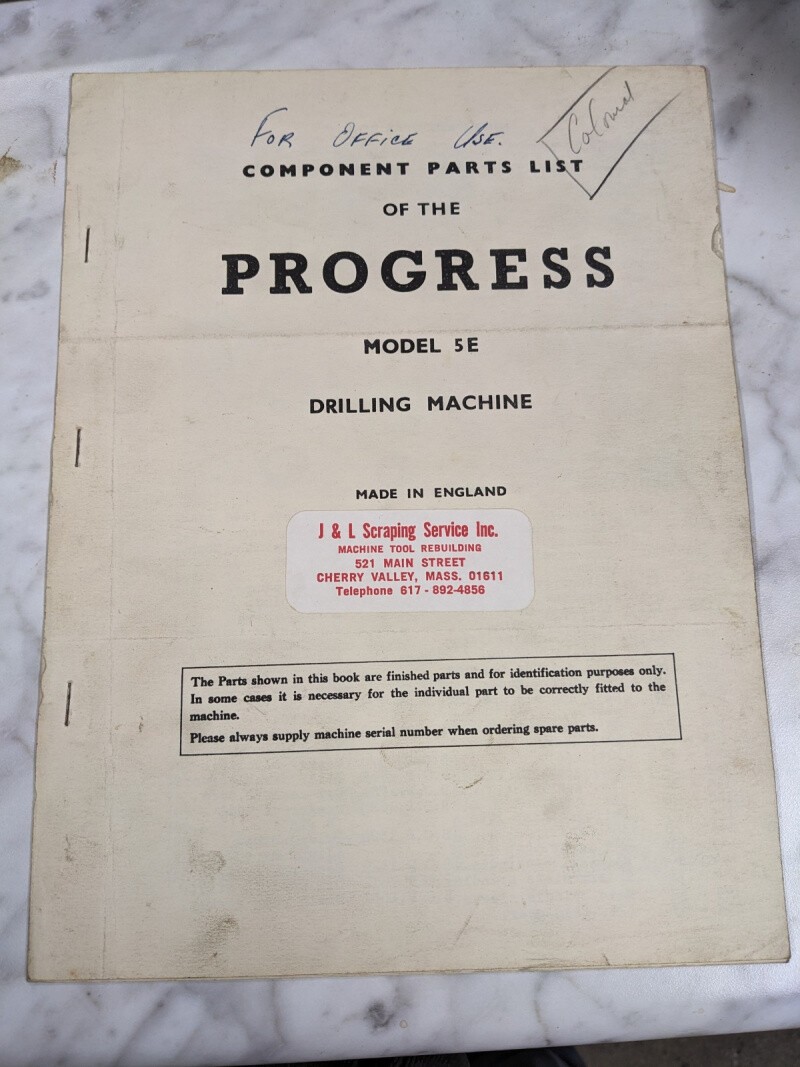 FOR OFFICE USE.
COMPONENT PARTS LIST
OF THE
PROGRESS
MODEL 5E
DRILLING MACHINE
MADE IN ENGLAND
J & L Scraping Service Inc.
MACHINE TOOL REBUILDING
521 MAIN STREET
CHERRY VALLEY, MASS. 01611
Telephone 617 - 892-4856
The Parts shown in this book are finished parts and for identification purposes only.
In some cases it is necessary for the individual part to be correctly fitted to the
machine.
Please always supply machine serial number when ordering spare parts.